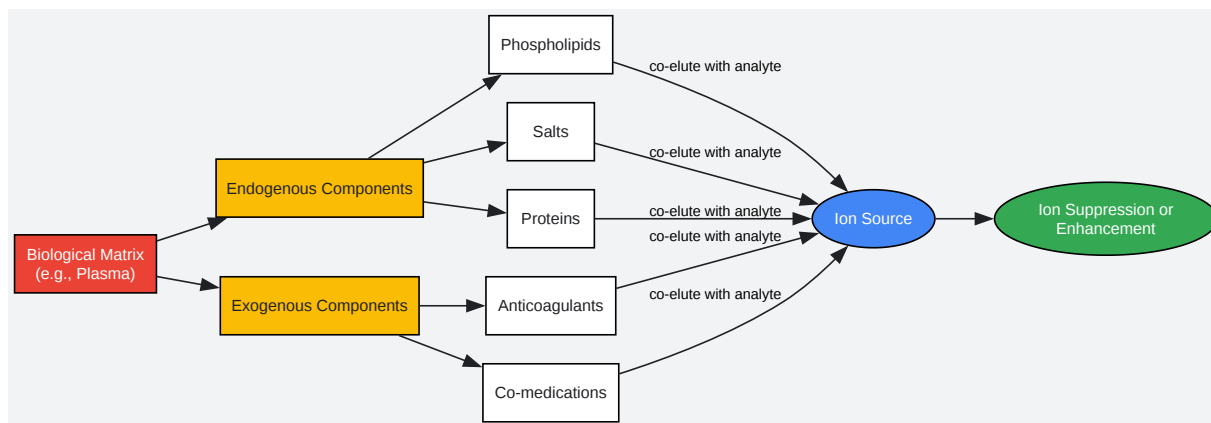 Biological Matrix
(e.g., Plasma)
Endogenous Components
Exogenous Components
Phospholipids
Salts
Proteins
Anticoagulants
Co-medications
co-elute with analyte
co-elute with analyte
co-elute with analyte
co-elute with analyte
co-elute with analyte
Ion Source
Ion Suppression or
Enhancement